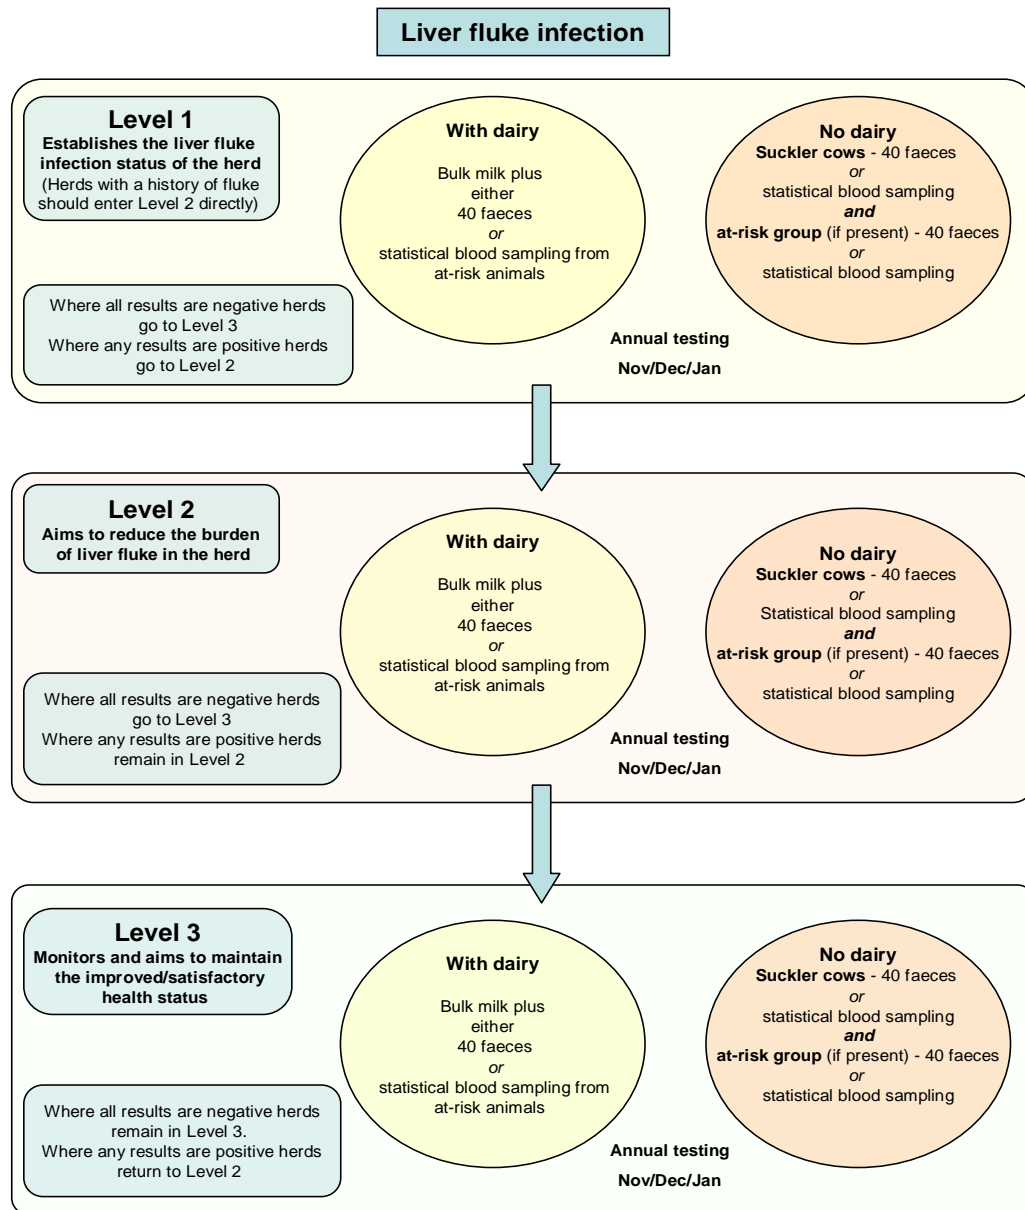 Liver fluke infection
Level 1
Establishes the liver fluke
infection status of the herd
(Herds with a history of fluke
should enter Level 2 directly)
Where all results are negative herds
go to Level 3
Where any results are positive herds
go to Level 2
With dairy
Bulk milk plus
either
40 faeces
or
statistical blood sampling from
at-risk animals
No dairy
Suckler cows - 40 faeces
or
statistical blood sampling
and
at-risk group (if present) - 40 faeces
or
statistical blood sampling
Annual testing
Nov/Dec/Jan
Level 2
Aims to reduce the burden
of liver fluke in the herd
Where all results are negative herds
go to Level 3
Where any results are positive herds
remain in Level 2
With dairy
Bulk milk plus
either
40 faeces
or
statistical blood sampling from
at-risk animals
No dairy
Suckler cows - 40 faeces
or
Statistical blood sampling
and
at-risk group (if present) - 40 faeces
or
statistical blood sampling
Annual testing
Nov/Dec/Jan
Level 3
Monitors and aims to maintain
the improved/satisfactory
health status
Where all results are negative herds
remain in Level 3.
Where any results are positive herds
return to Level 2
With dairy
Bulk milk plus
either
40 faeces
or
statistical blood sampling from
at-risk animals
No dairy
Suckler cows - 40 faeces
or
statistical blood sampling
and
at-risk group (if present) - 40 faeces
or
statistical blood sampling
Annual testing
Nov/Dec/Jan